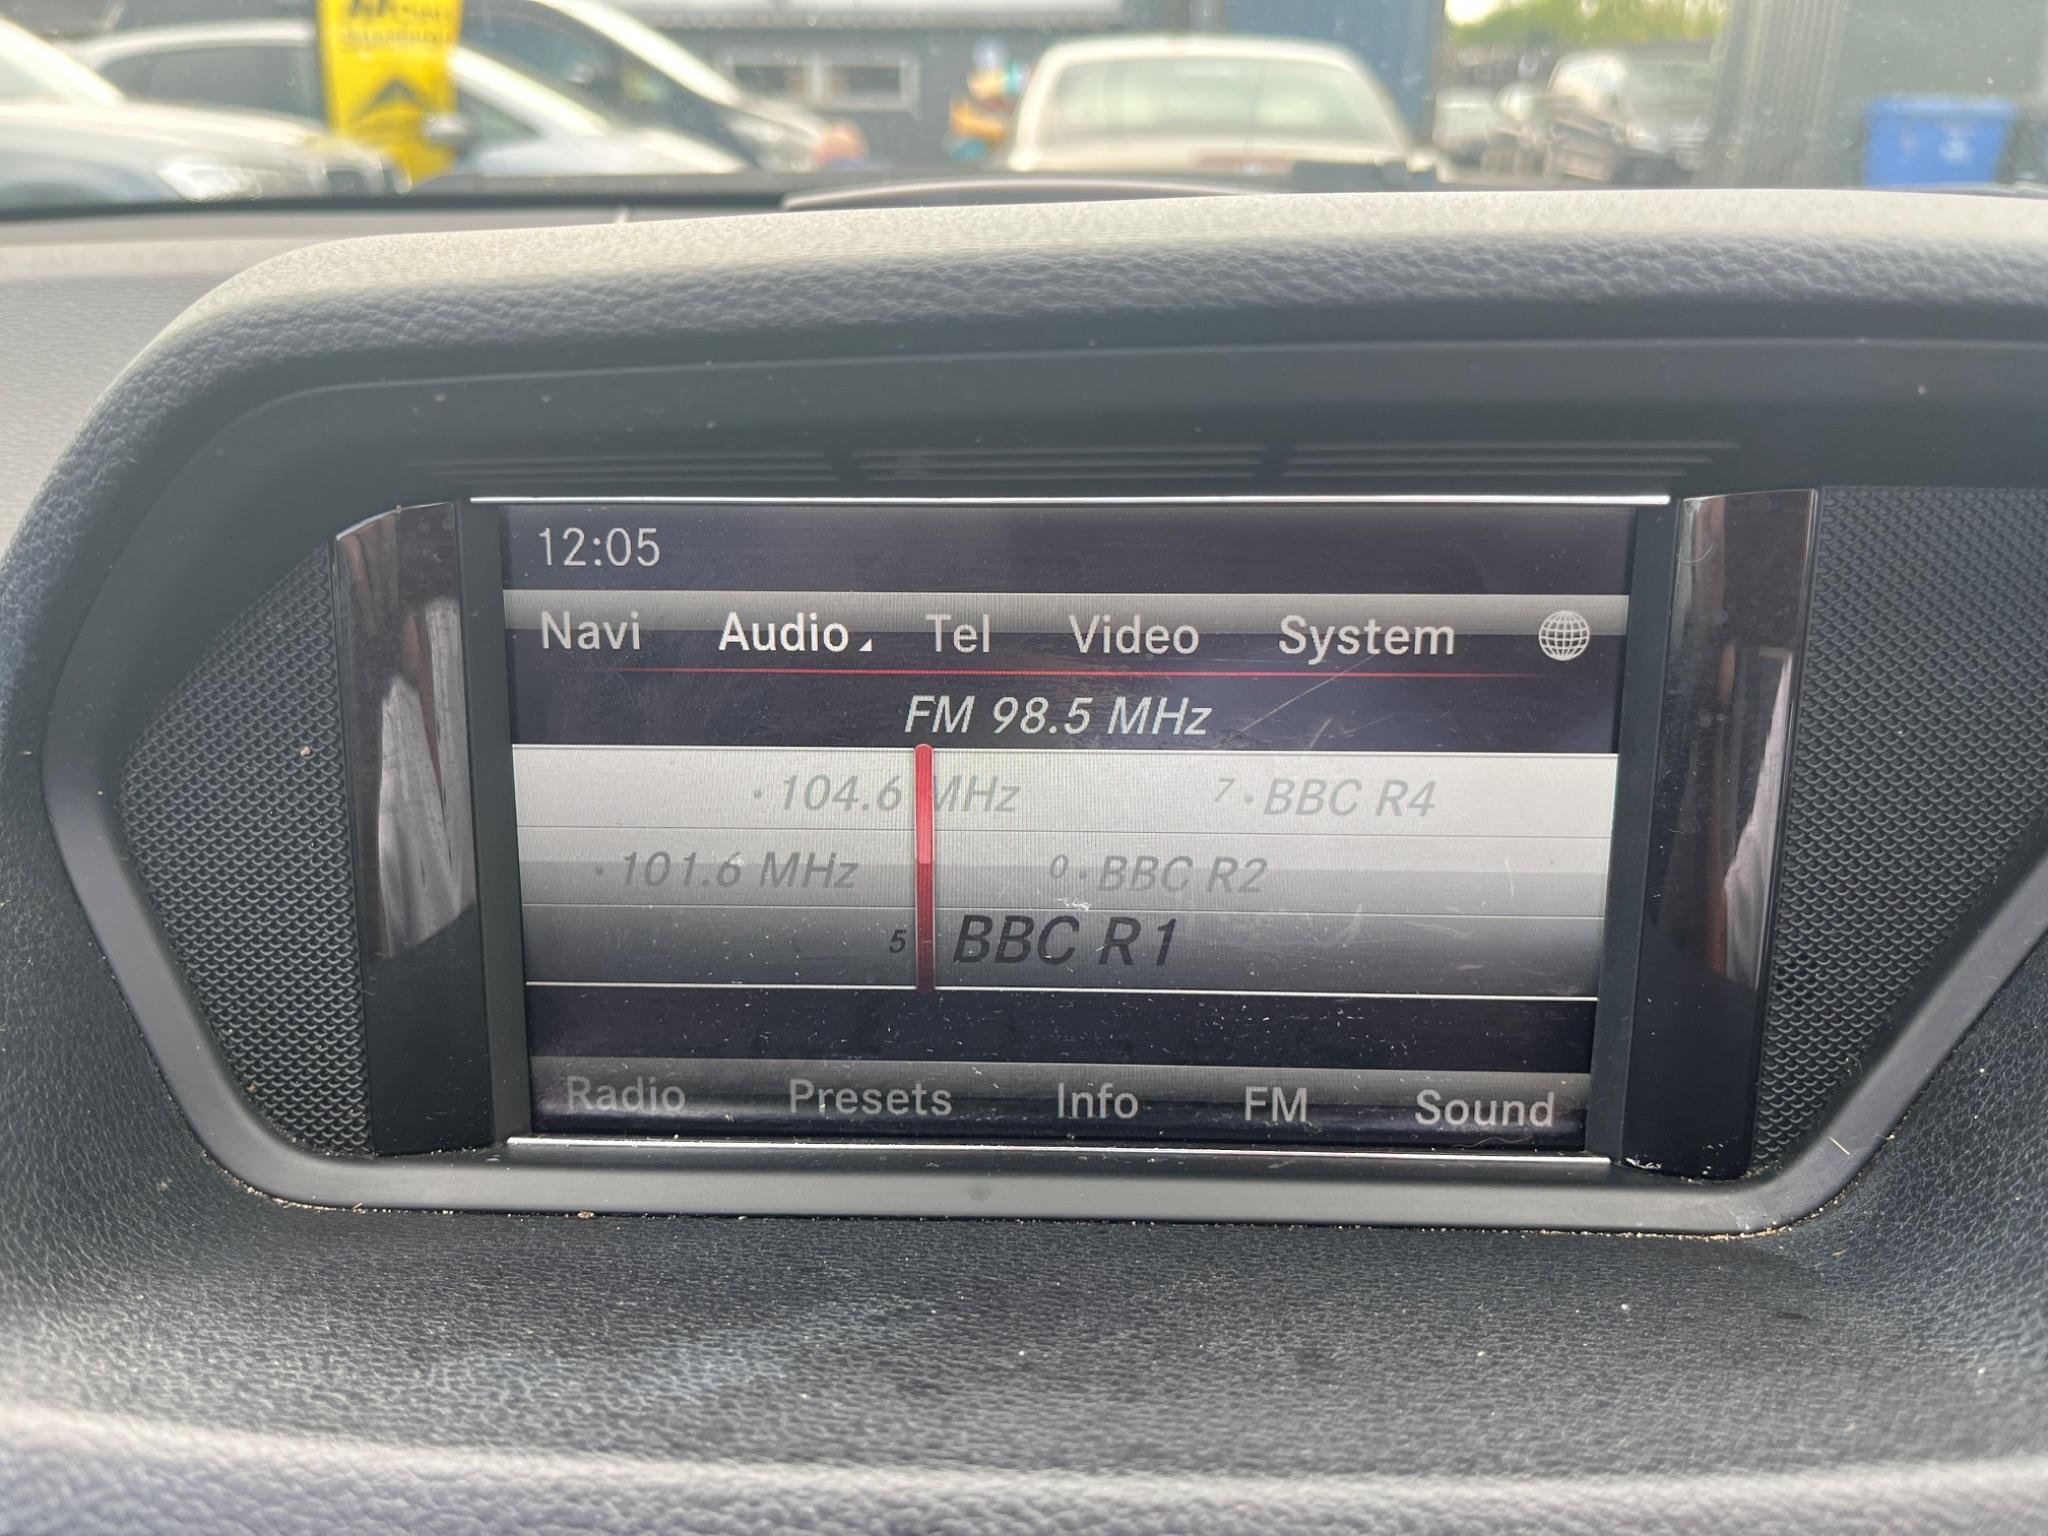 12:05
Navi Audio Tel Video System
FM 98.5 MHz
· 104.6 MHz 7 · BBC R4
· 101.6 MHz 0 · BBC R2
5 BBC R1
Radio Presets Info FM Sound